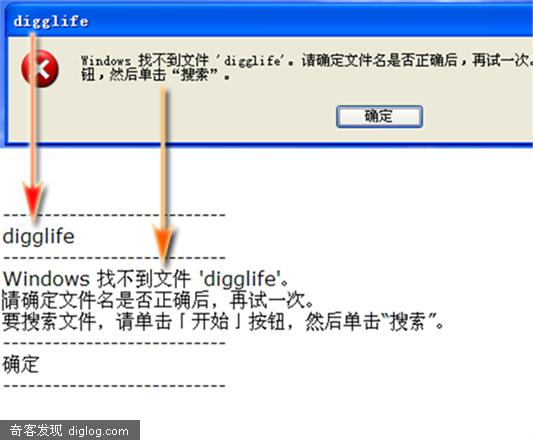 digglife
Windows 找不到文件 'digglife'。请确定文件名是否正确后，再试一次。
钮，然后单击“搜索”。
确定
---------------------------
digglife
---------------------------
Windows 找不到文件 'digglife'。
请确定文件名是否正确后，再试一次。
要搜索文件，请单击「开始」按钮，然后单击“搜索”。
---------------------------
确定
---------------------------
奇客发现 diglog.com